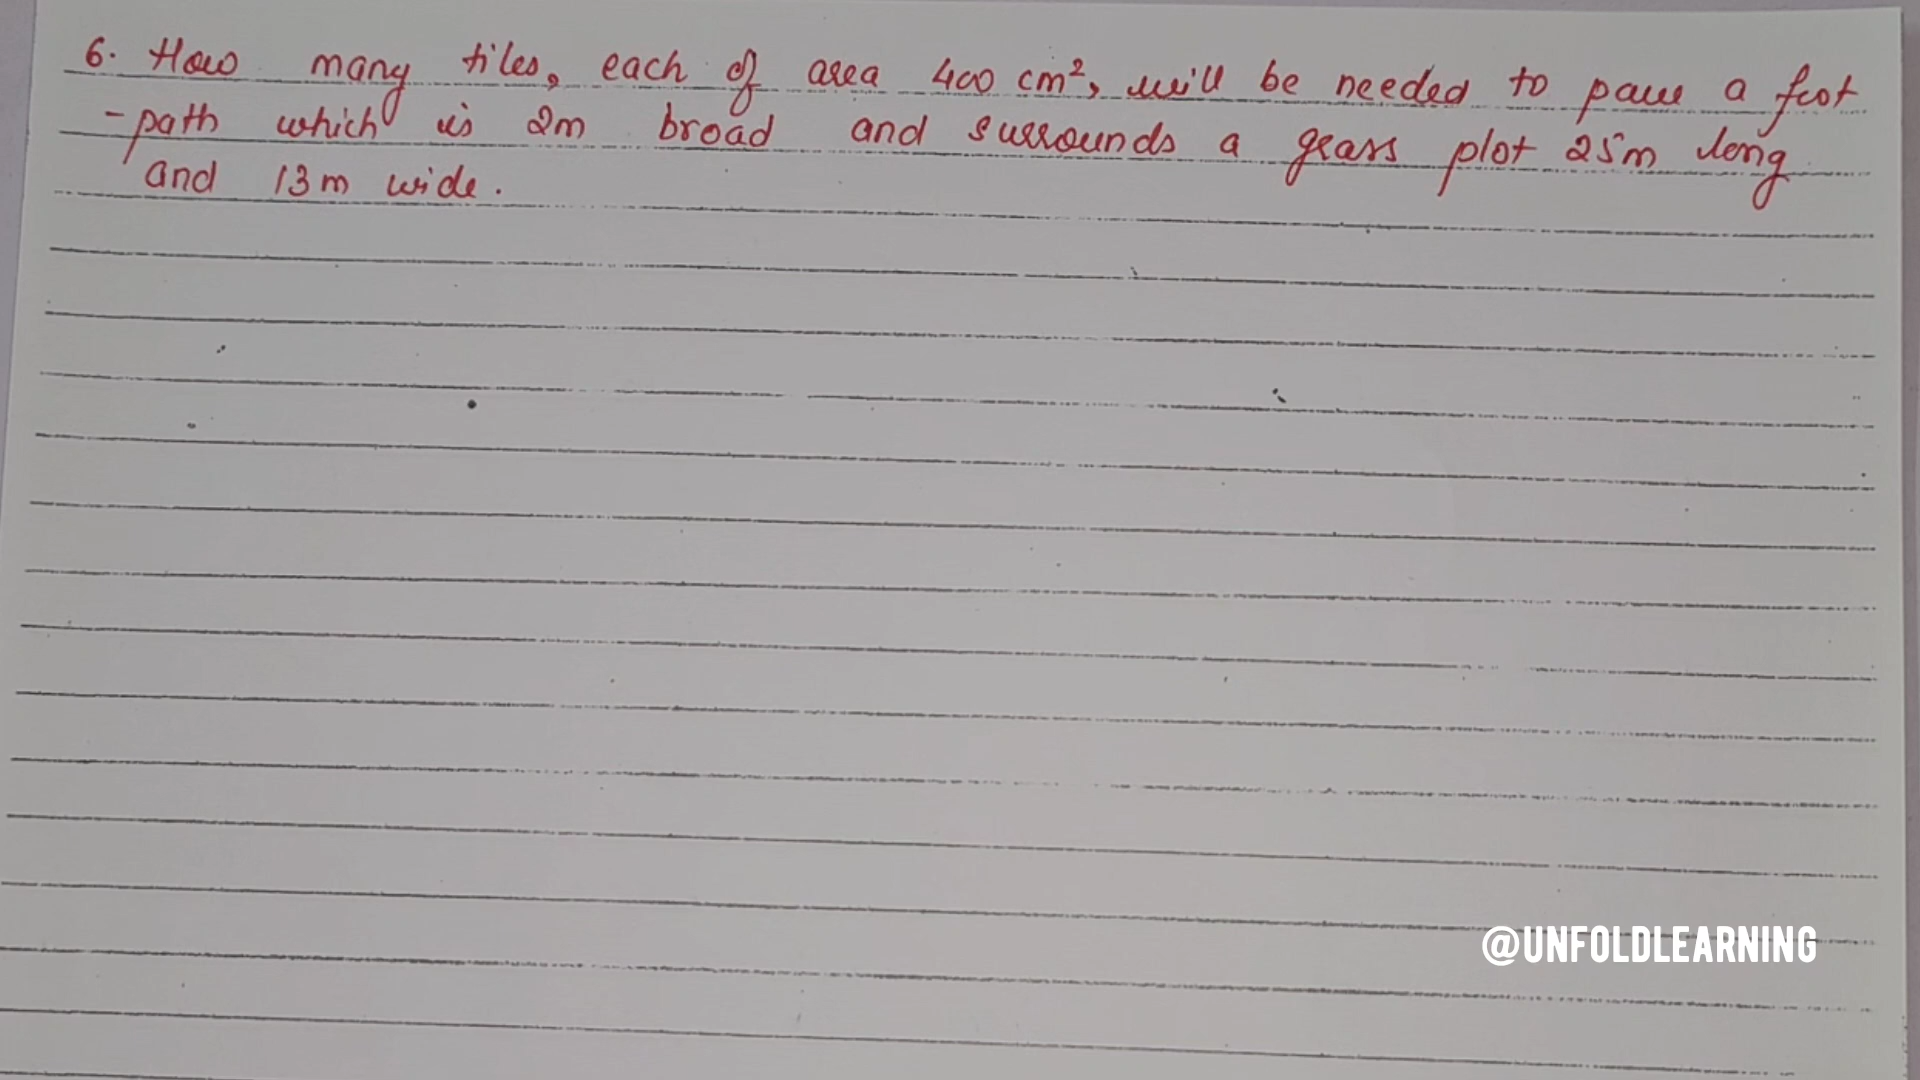 6. How many tiles, each of area 400 cm², will be needed to pave a foot
-path which is 2m broad and surrounds a grass plot 25m long
and 13m wide.
@UNFOLDLEARNING